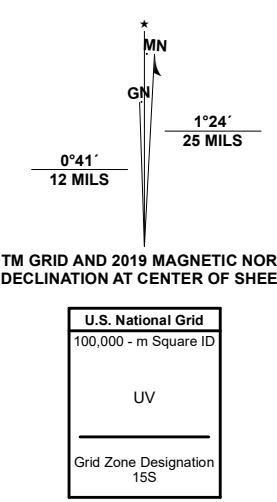 ★
MN
GN
1°24´
25 MILS
0°41´
12 MILS
TM GRID AND 2019 MAGNETIC NOR
DECLINATION AT CENTER OF SHEE
U.S. National Grid
100,000 - m Square ID
UV
Grid Zone Designation
15S